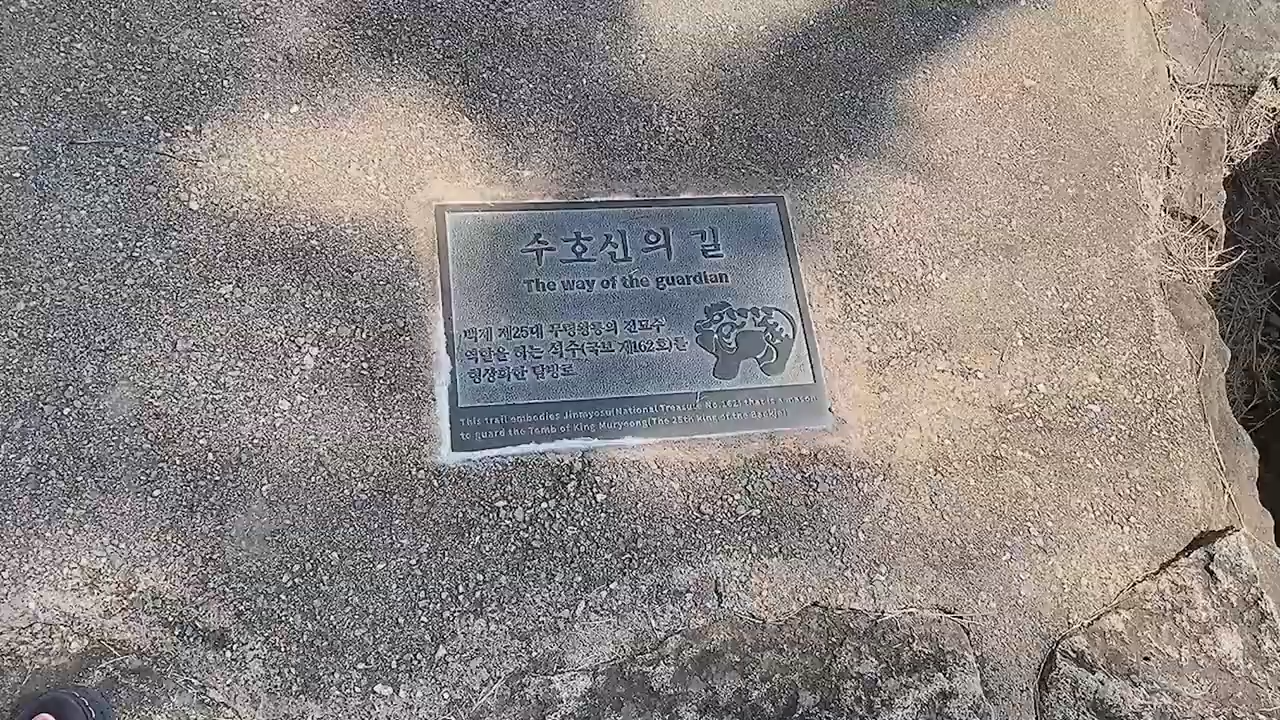 수호신의 길
The way of the guardian
백제 제25대 무령왕릉의 진묘수
역할을 하는 석수(국보 제162호)를
형상화한 탐방로
This trail embodies Jinmyosu(National Treasure No.162) that is a
to guard the Tomb of King Muryeong(The 25th king of the Baekje)